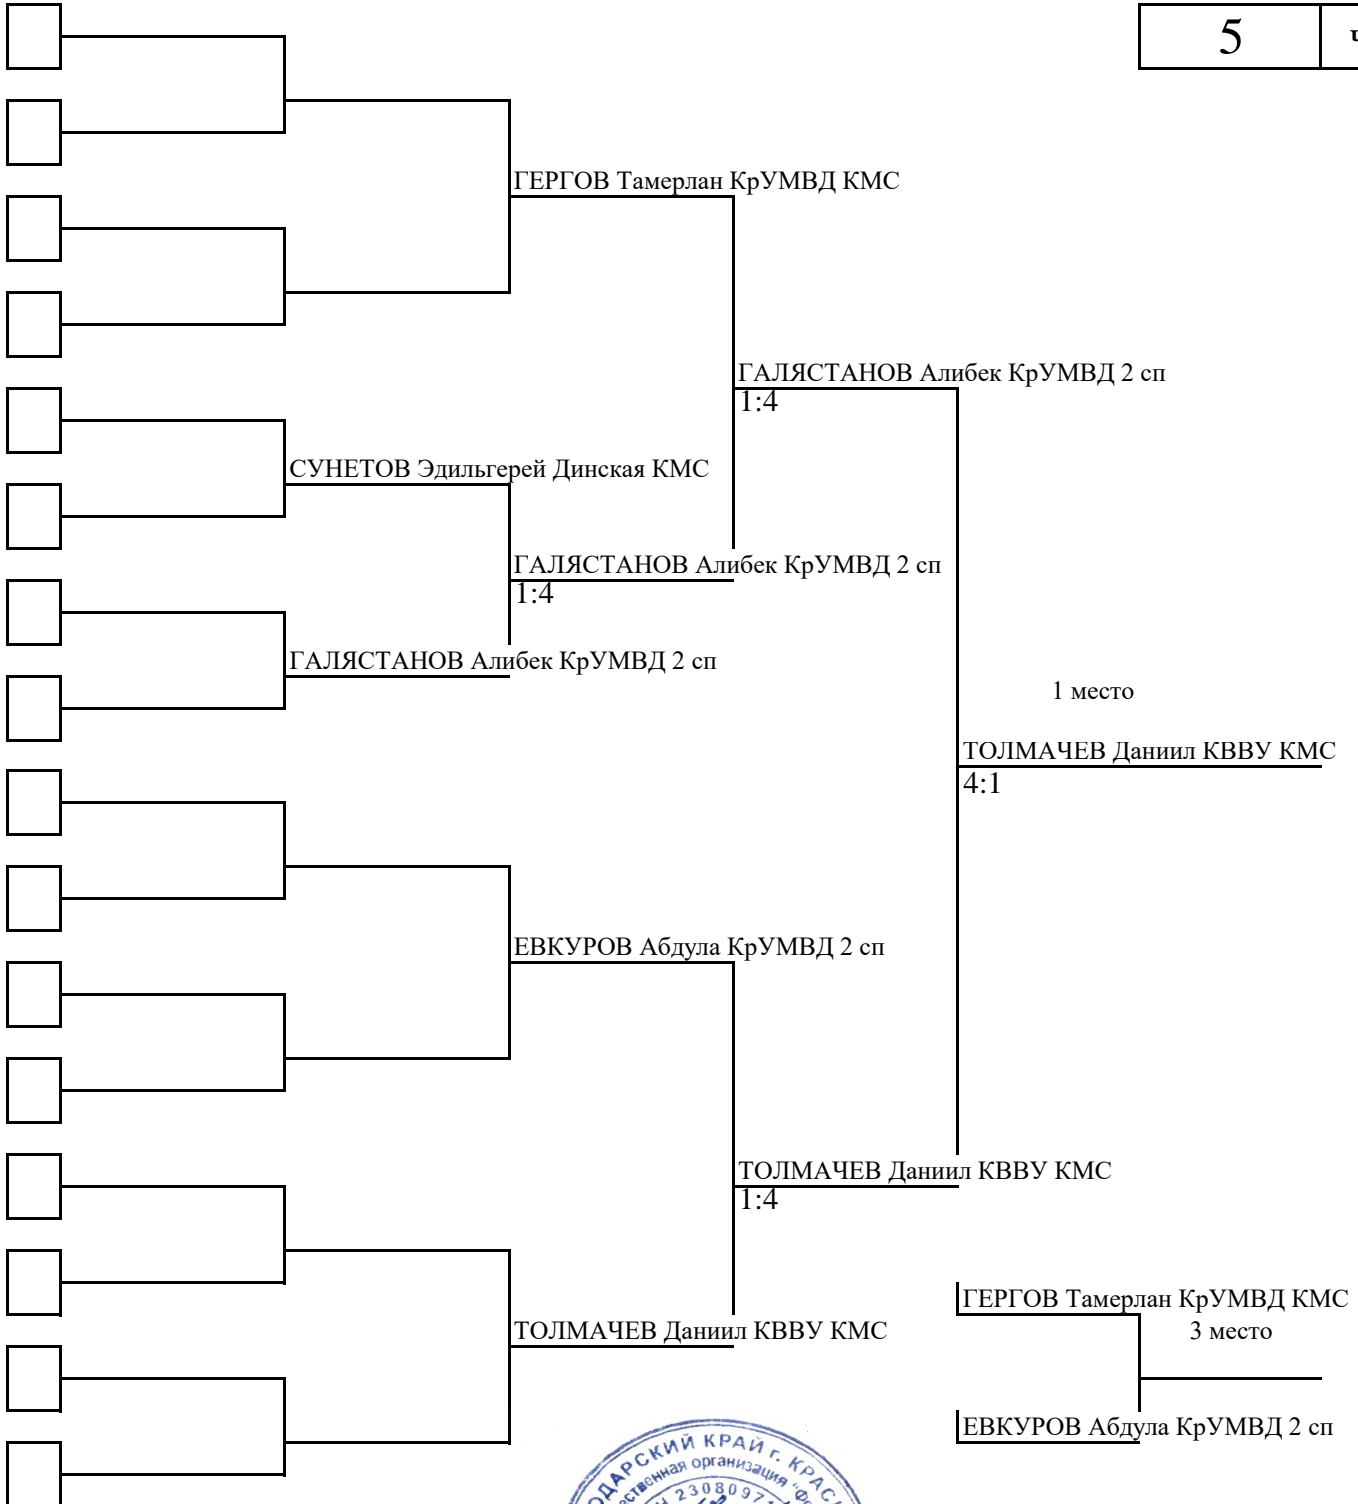 5
ГЕРГОВ Тамерлан КрУМВД КМС
ГАЛЯСТАНОВ Алибек КрУМВД 2 сп
1:4
СУНЕТОВ Эдильгерей Динская КМС
ГАЛЯСТАНОВ Алибек КрУМВД 2 сп
1:4
ГАЛЯСТАНОВ Алибек КрУМВД 2 сп
1 место
ТОЛМАЧЕВ Даниил КВВУ КМС
4:1
ЕВКУРОВ Абдула КрУМВД 2 сп
ТОЛМАЧЕВ Даниил КВВУ КМС
1:4
ГЕРГОВ Тамерлан КрУМВД КМС
ТОЛМАЧЕВ Даниил КВВУ КМС
3 место
ЕВКУРОВ Абдула КрУМВД 2 сп
КРАЙ г.
организация